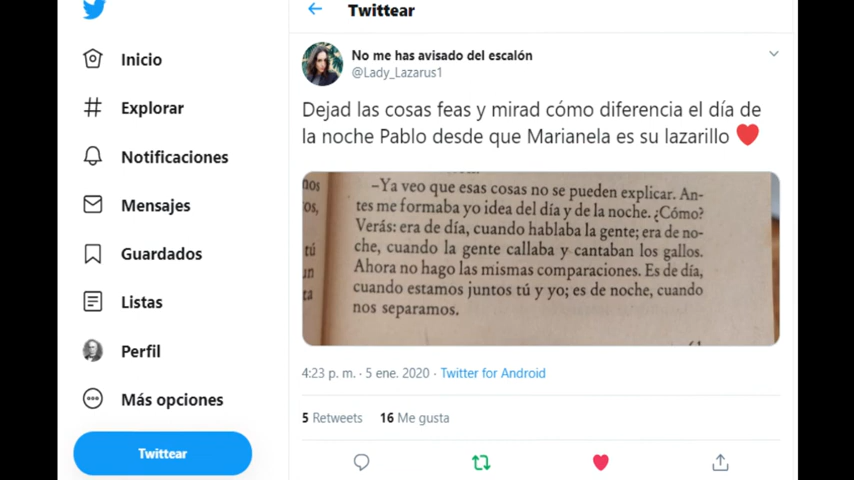 Twittear
Inicio
Explorar
Notificaciones
Mensajes
Guardados
Listas
Perfil
Más opciones
Twittear
No me has avisado del escalón
@Lady_Lazarus1
Dejad las cosas feas y mirad cómo diferencia el día de
la noche Pablo desde que Marianela es su lazarillo ❤️
nos
os,
tú
un
ta
–Ya veo que esas cosas no se pueden explicar. An-
tes me formaba yo idea del día y de la noche. ¿Cómo?
Verás: era de día, cuando hablaba la gente; era de no-
che, cuando la gente callaba y cantaban los gallos.
Ahora no hago las mismas comparaciones. Es de día,
cuando estamos juntos tú y yo; es de noche, cuando
nos separamos.
4:23 p. m. · 5 ene. 2020 · Twitter for Android
5 Retweets 16 Me gusta